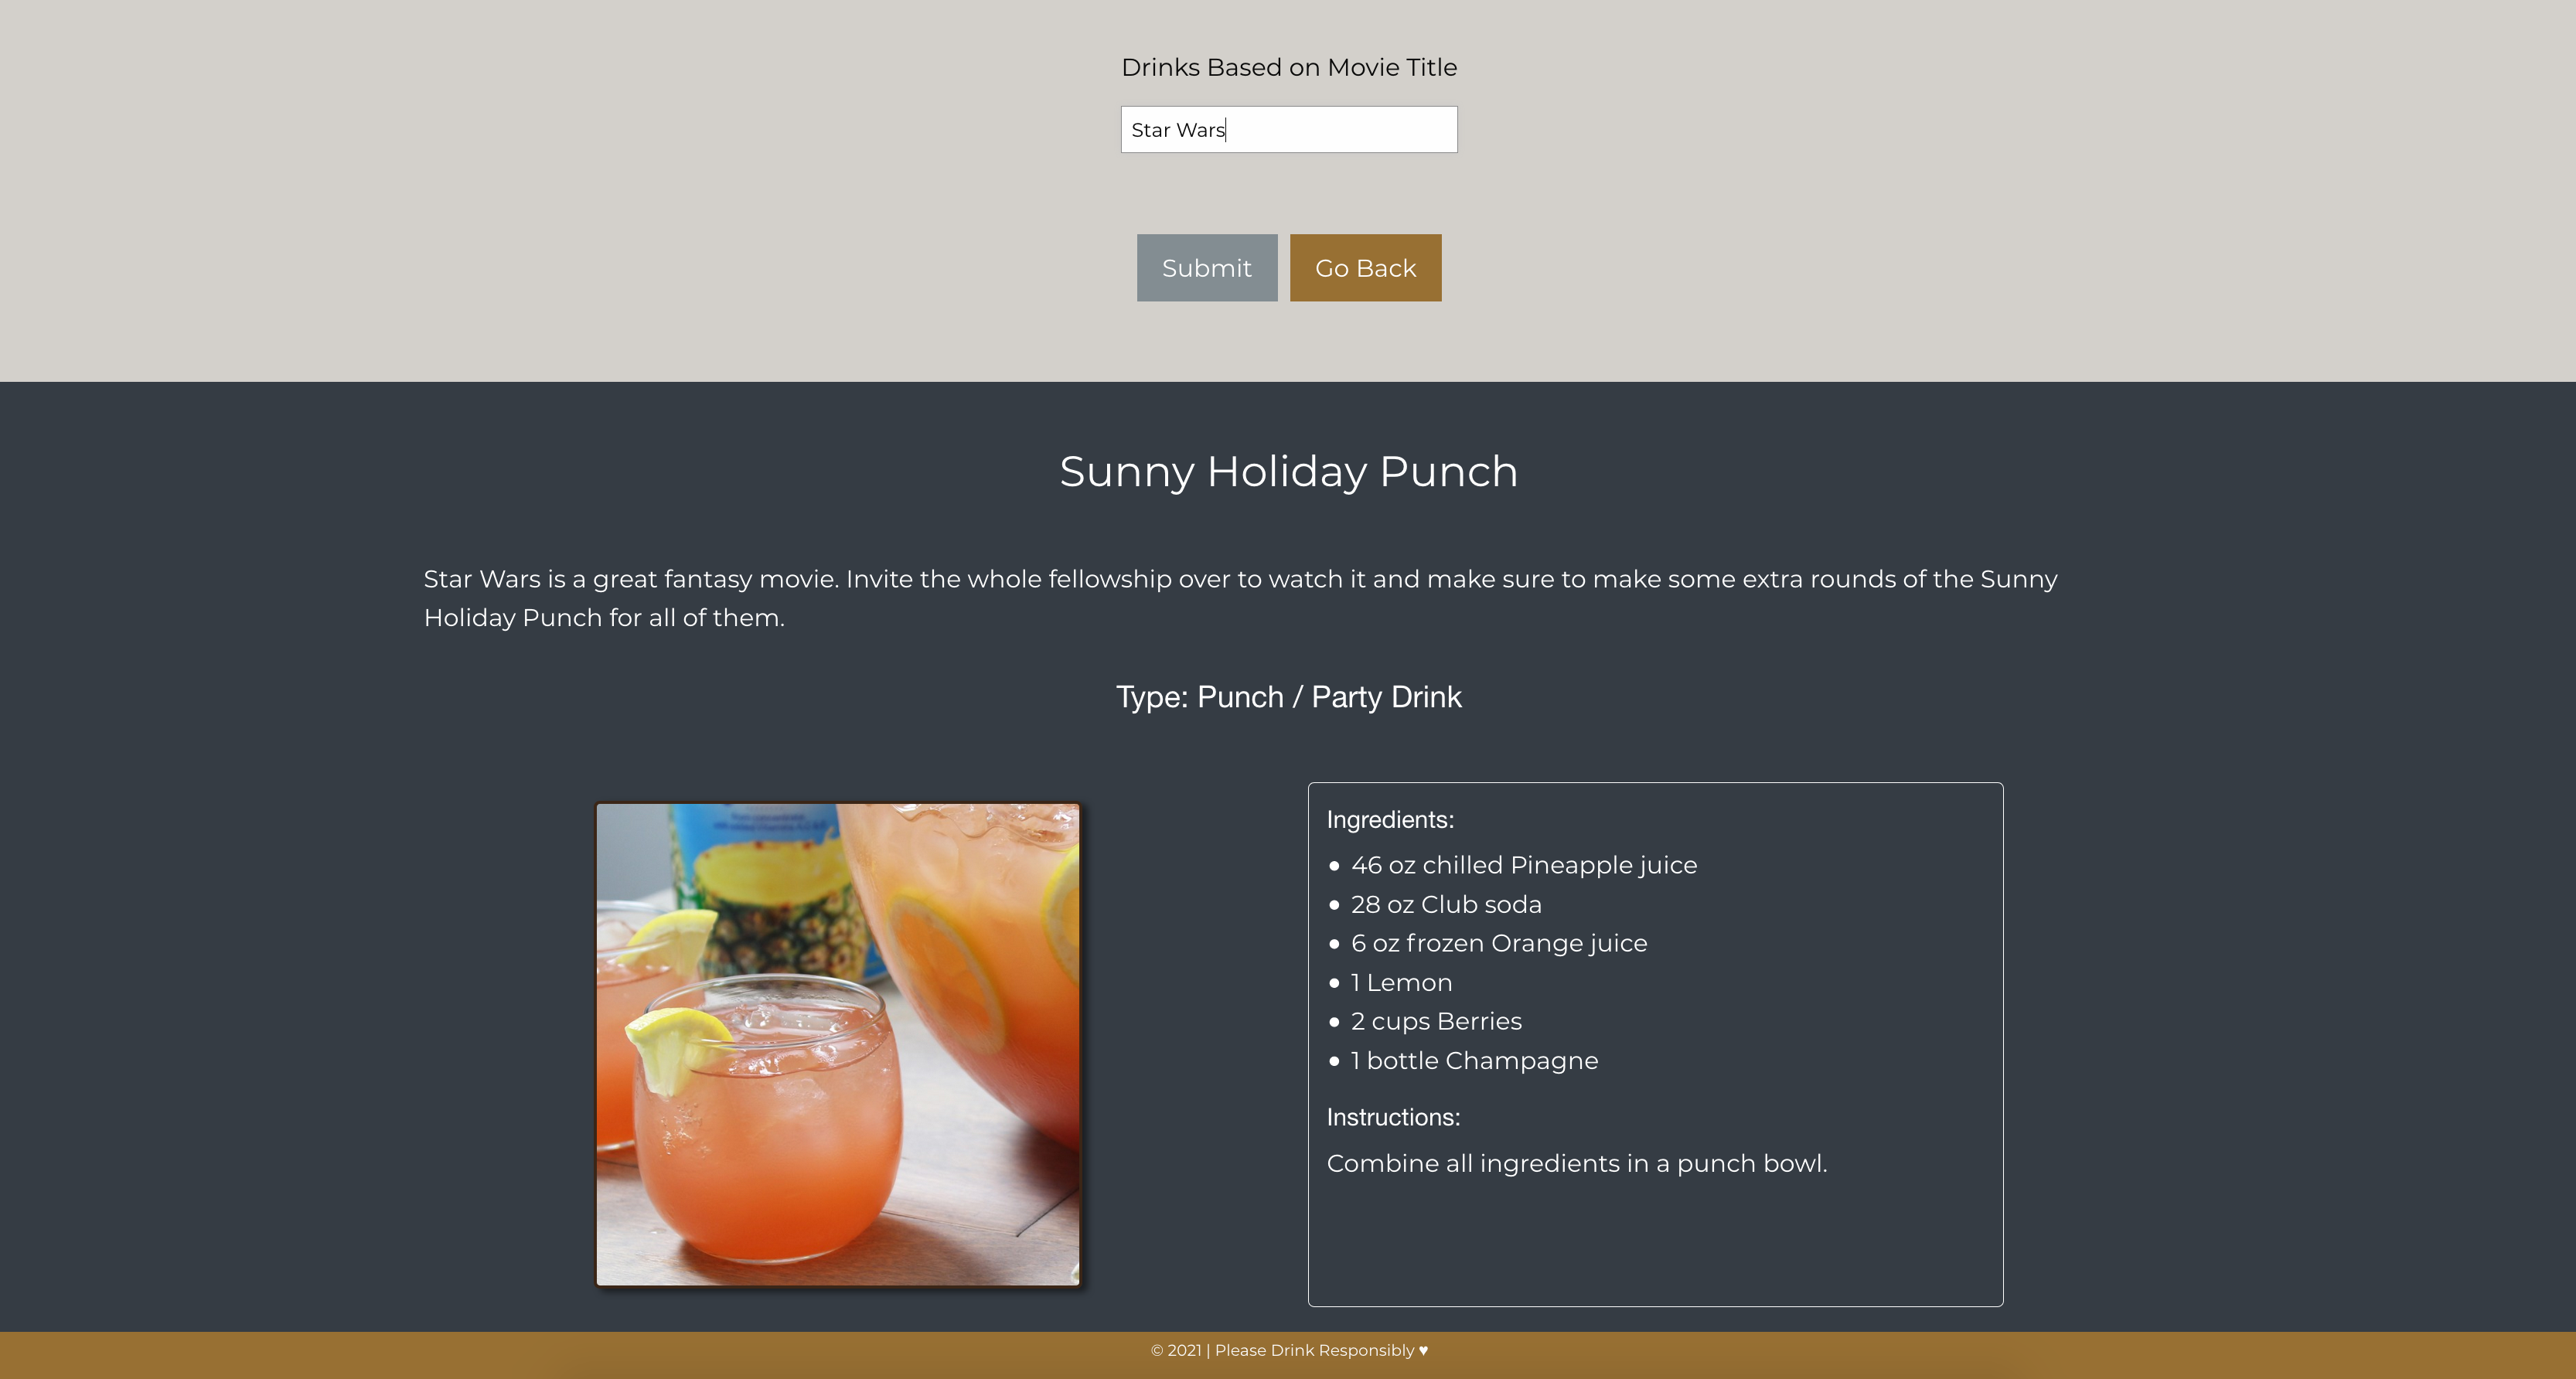 Drinks Based on Movie Title
Star Wars
Submit
Go Back
Sunny Holiday Punch
Star Wars is a great fantasy movie. Invite the whole fellowship over to watch it and make sure to make some extra rounds of the Sunny
Holiday Punch for all of them.
Type: Punch / Party Drink
Ingredients:
• 46 oz chilled Pineapple juice
• 28 oz Club soda
• 6 oz frozen Orange juice
• 1 Lemon
• 2 cups Berries
• 1 bottle Champagne
Instructions:
Combine all ingredients in a punch bowl.
© 2021 | Please Drink Responsibly ♥